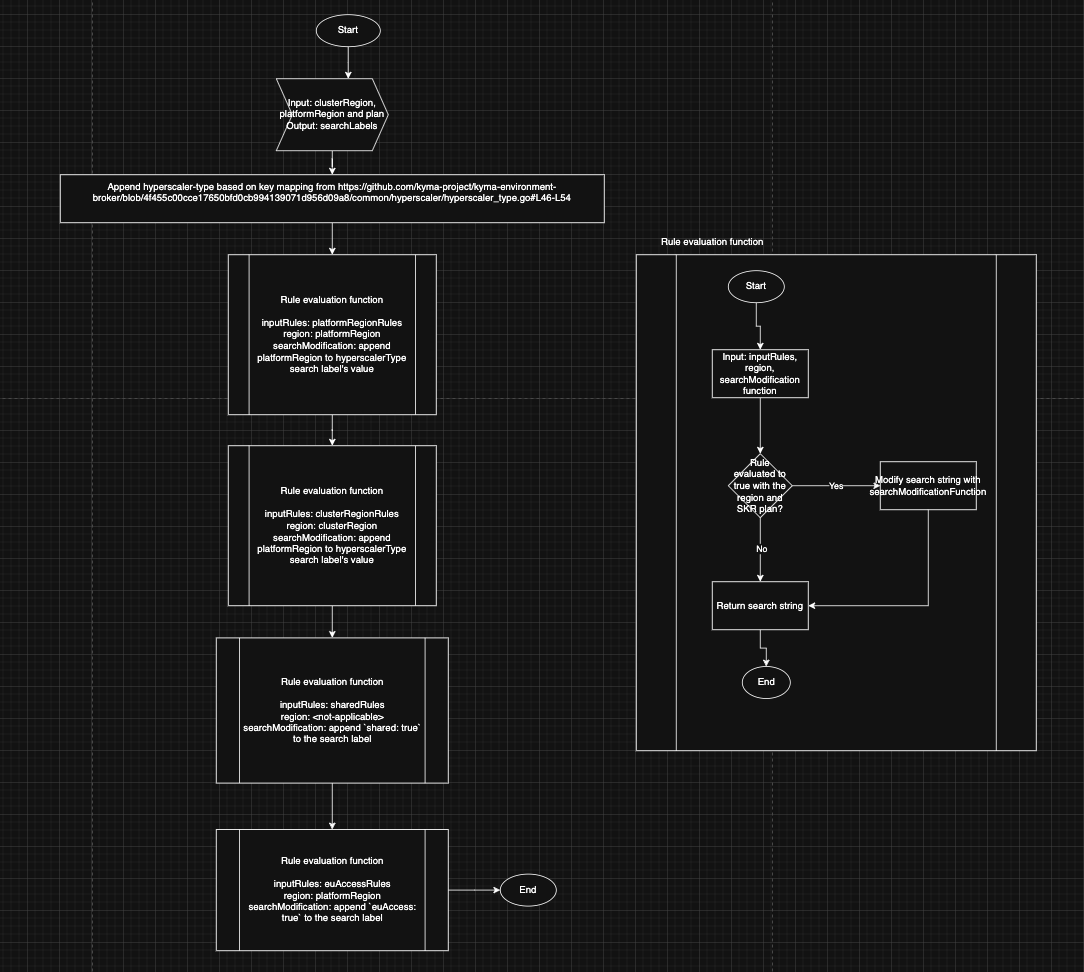 Start
Input: clusterRegion,
platformRegion and plan
Output: searchLabels
Append hyperscaler-type based on key mapping from https://github.com/kyma-project/kyma-environment-
broker/blob/4f455c00cce17650bfd0cb994139071d956d09a8/common/hyperscaler/hyperscaler_type.go#L46-L54
Rule evaluation function
inputRules: platformRegionRules
region: platformRegion
searchModification: append
platformRegion to hyperscalerType
search label's value
Rule evaluation function
inputRules: clusterRegionRules
region: clusterRegion
searchModification: append
platformRegion to hyperscalerType
search label's value
Rule evaluation function
inputRules: sharedRules
region: <not-applicable>
searchModification: append `shared: true`
to the search label
Rule evaluation function
inputRules: euAccessRules
region: platformRegion
searchModification: append `euAccess:
true` to the search label
End
Rule evaluation function
Start
Input: inputRules,
region,
searchModification
function
Rule
evaluated to
true with the
region and
SKR plan?
Yes
Modify search string with
searchModificationFunction
No
Return search string
End